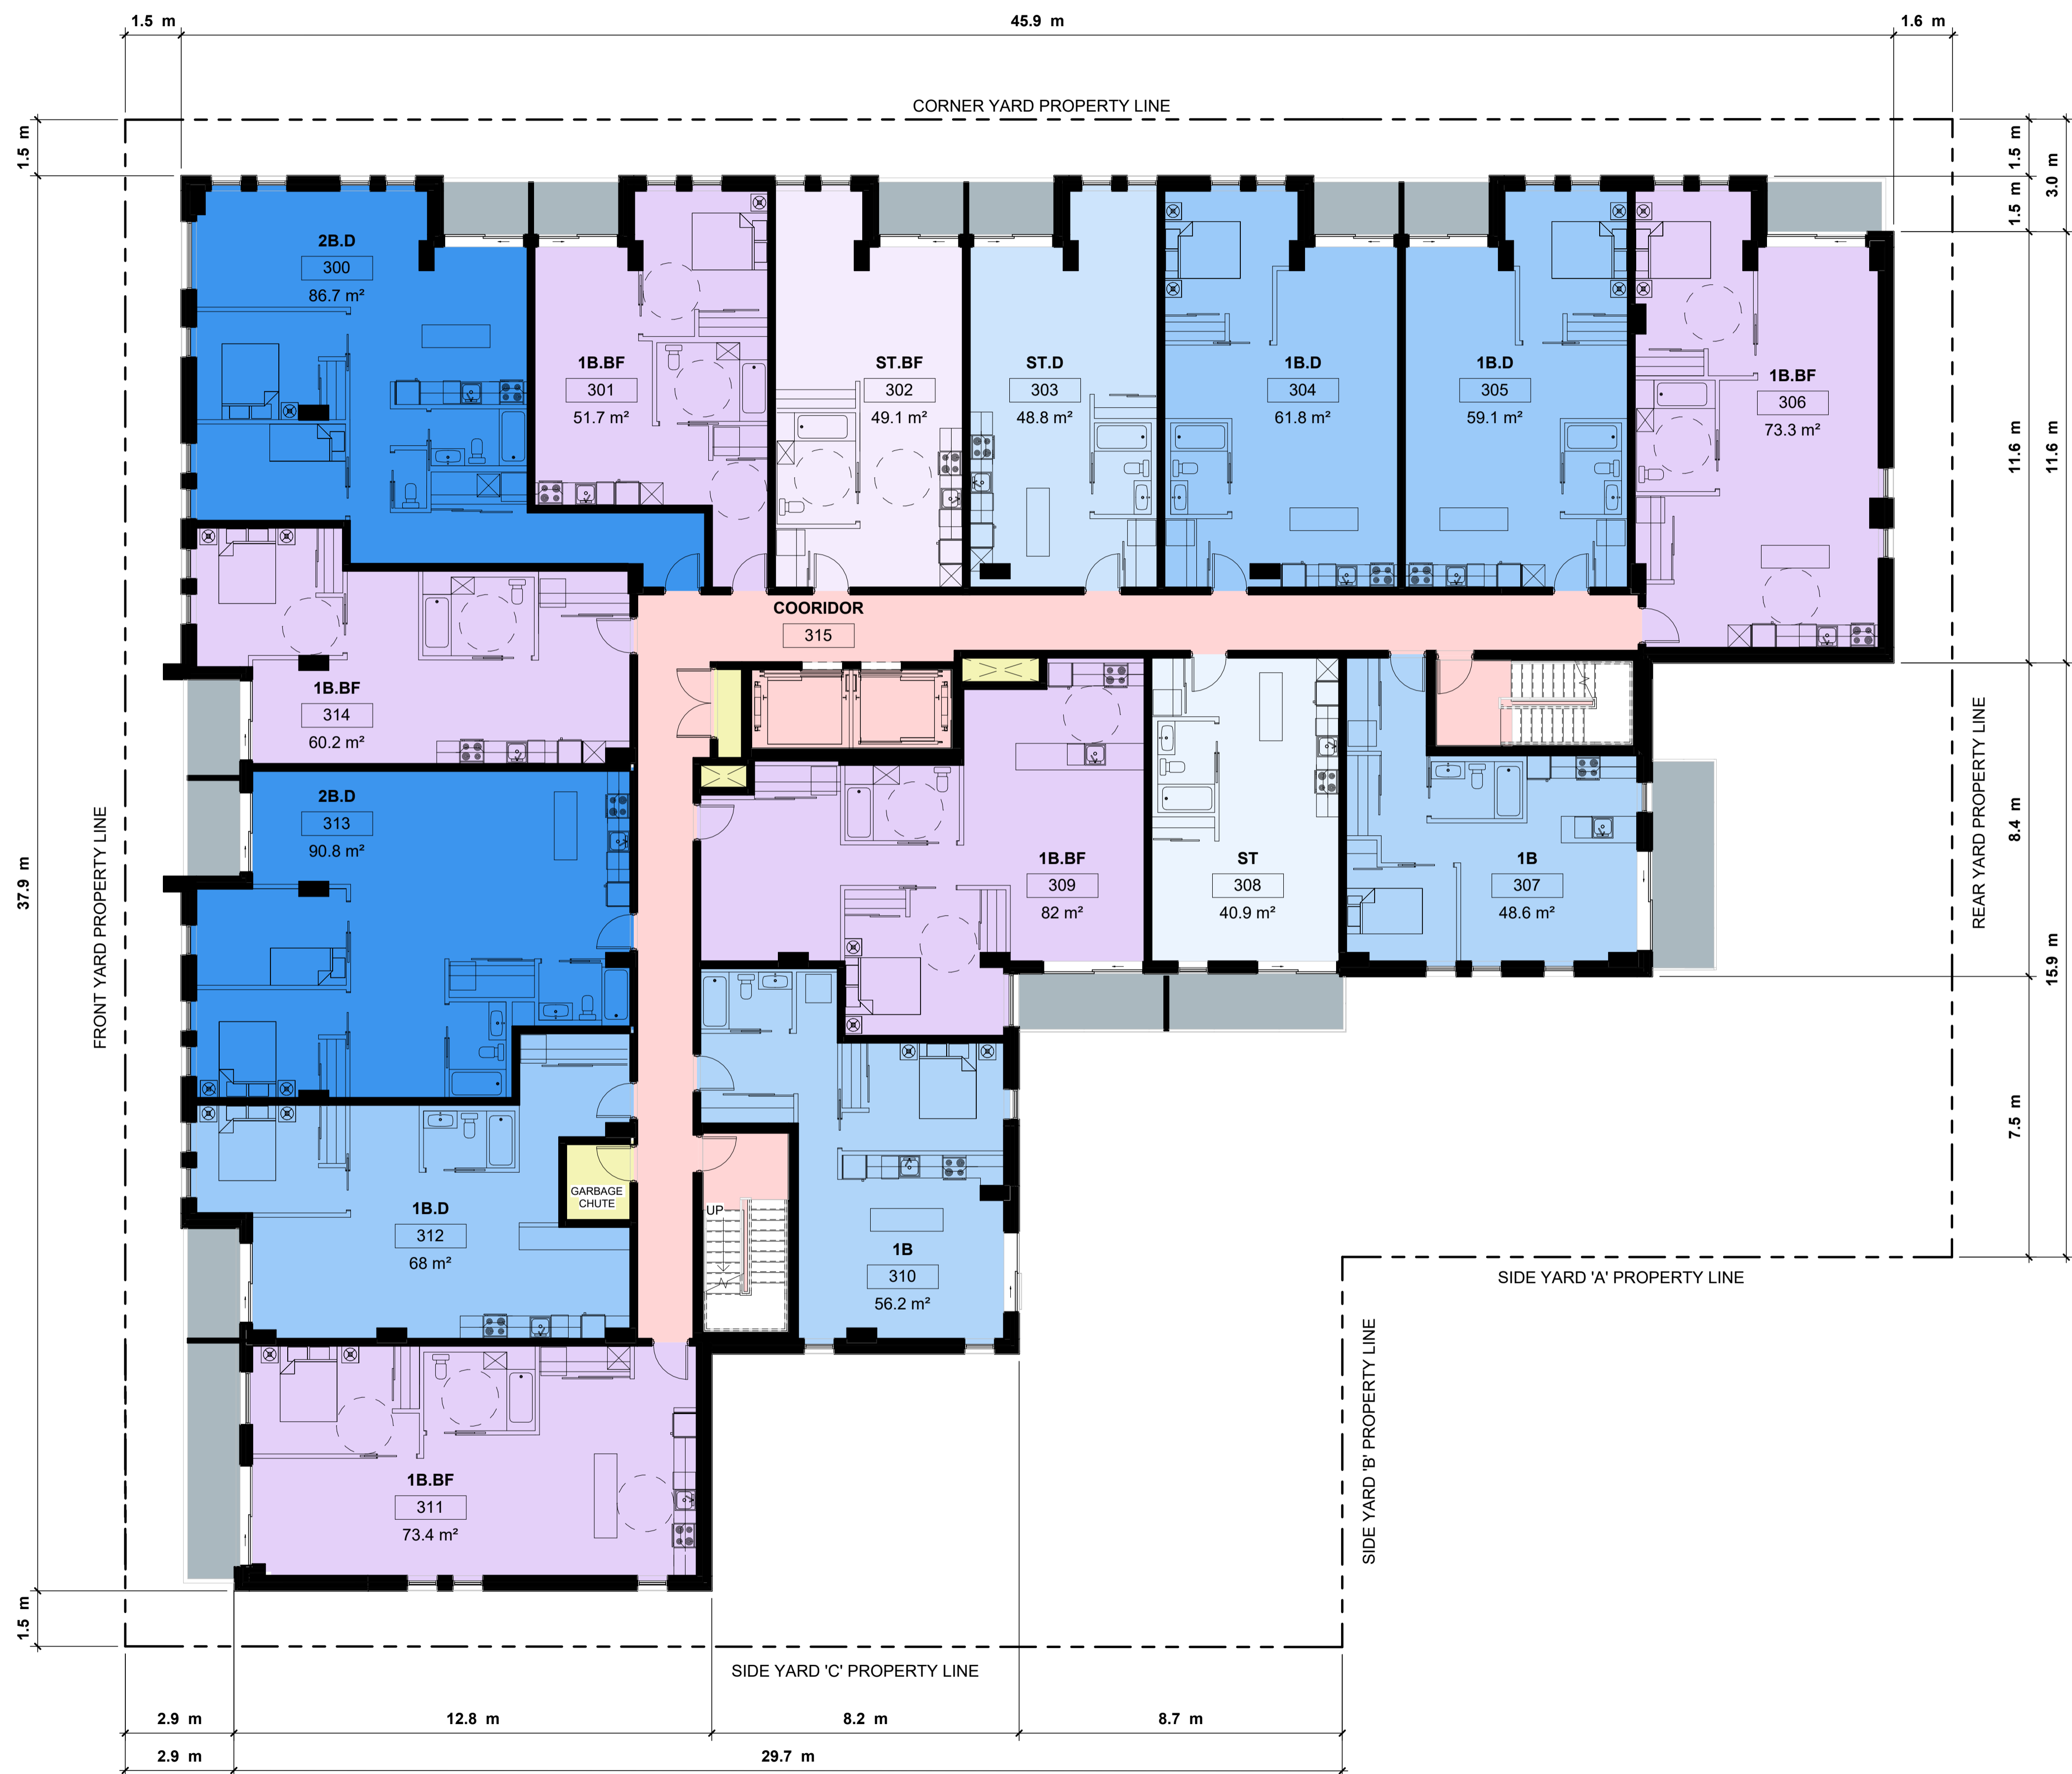 1.5 m
45.9 m
1.6 m
CORNER YARD PROPERTY LINE
1.5 m
1.5 m
1.5 m
3.0 m
2B.D
300
86.7 m²
1B.BF
301
51.7 m²
ST.BF
302
49.1 m²
ST.D
303
48.8 m²
1B.D
304
61.8 m²
1B.D
305
59.1 m²
1B.BF
306
73.3 m²
11.6 m
11.6 m
COORIDOR
315
1B.BF
314
60.2 m²
2B.D
313
90.8 m²
1B.BF
309
82 m²
ST
308
40.9 m²
1B
307
48.6 m²
FRONT YARD PROPERTY LINE
37.9 m
REAR YARD PROPERTY LINE
8.4 m
15.9 m
7.5 m
GARBAGE
CHUTE
UP
1B.D
312
68 m²
1B
310
56.2 m²
SIDE YARD 'A' PROPERTY LINE
SIDE YARD 'B' PROPERTY LINE
1B.BF
311
73.4 m²
1.5 m
SIDE YARD 'C' PROPERTY LINE
2.9 m
12.8 m
8.2 m
8.7 m
2.9 m
29.7 m